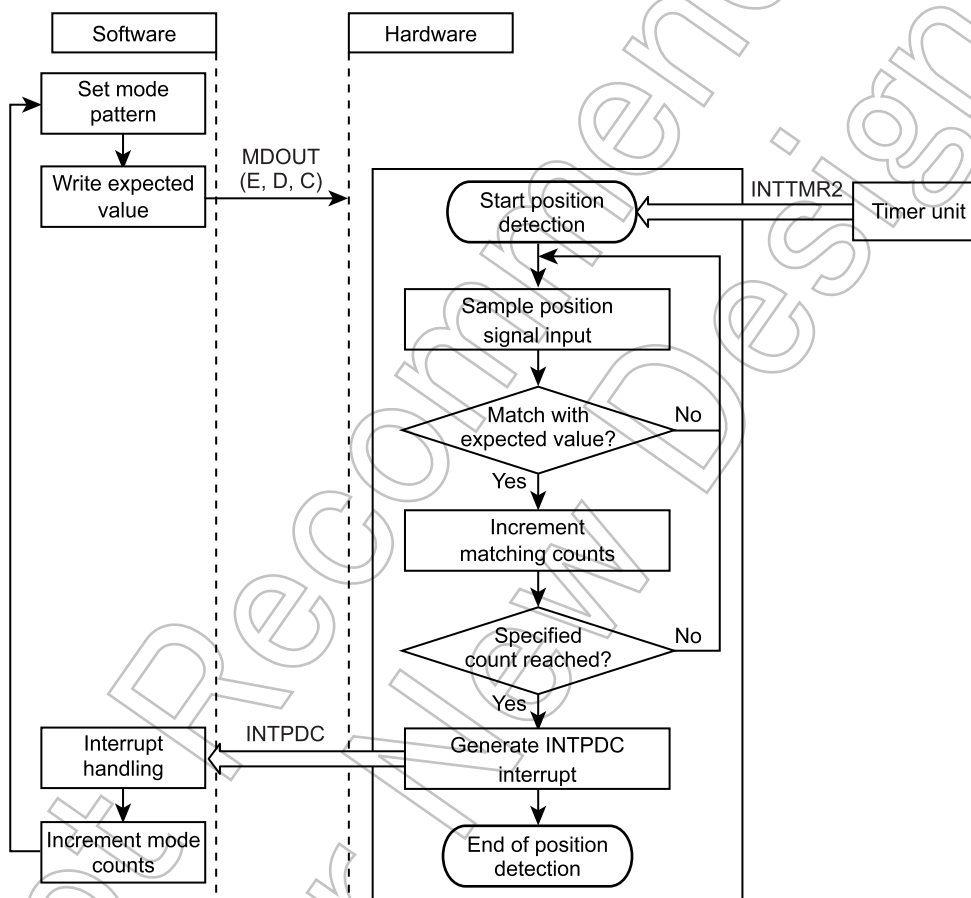 Software
Hardware
Set mode
pattern
Write expected
value
MDOUT
(E, D, C)
Start position
detection
INTTMR2
Timer unit
Sample position
signal input
Match with
expected value?
No
Yes
Increment
matching counts
Specified
count reached?
No
Yes
Generate INTPDC
interrupt
INTPDC
Interrupt
handling
Increment mode
counts
End of position
detection